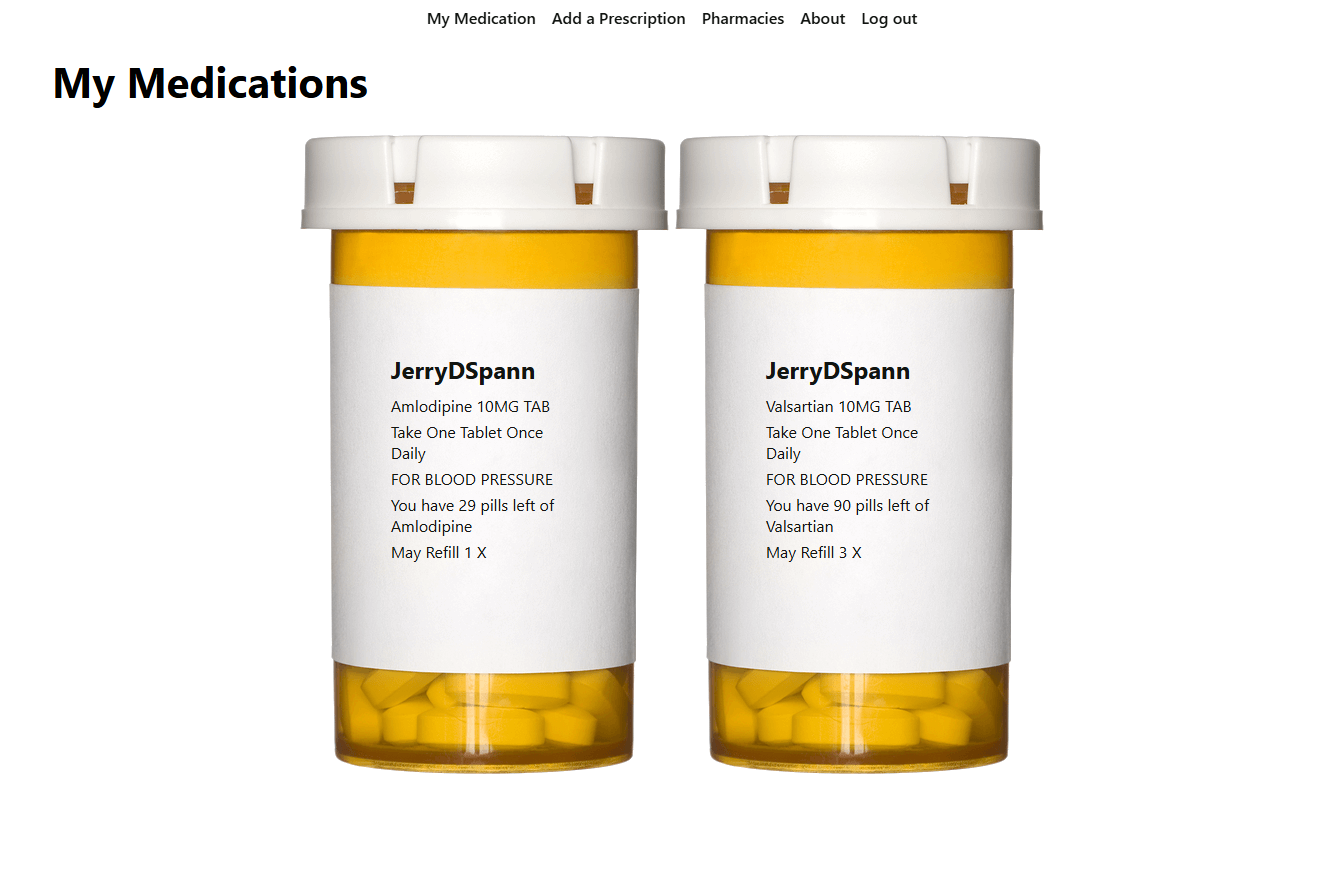 My Medication Add a Prescription Pharmacies About Log out
My Medications
JerryDSpann
Amlodipine 10MG TAB
Take One Tablet Once
Daily
FOR BLOOD PRESSURE
You have 29 pills left of
Amlodipine
May Refill 1 X
JerryDSpann
Valsartian 10MG TAB
Take One Tablet Once
Daily
FOR BLOOD PRESSURE
You have 90 pills left of
Valsartian
May Refill 3 X